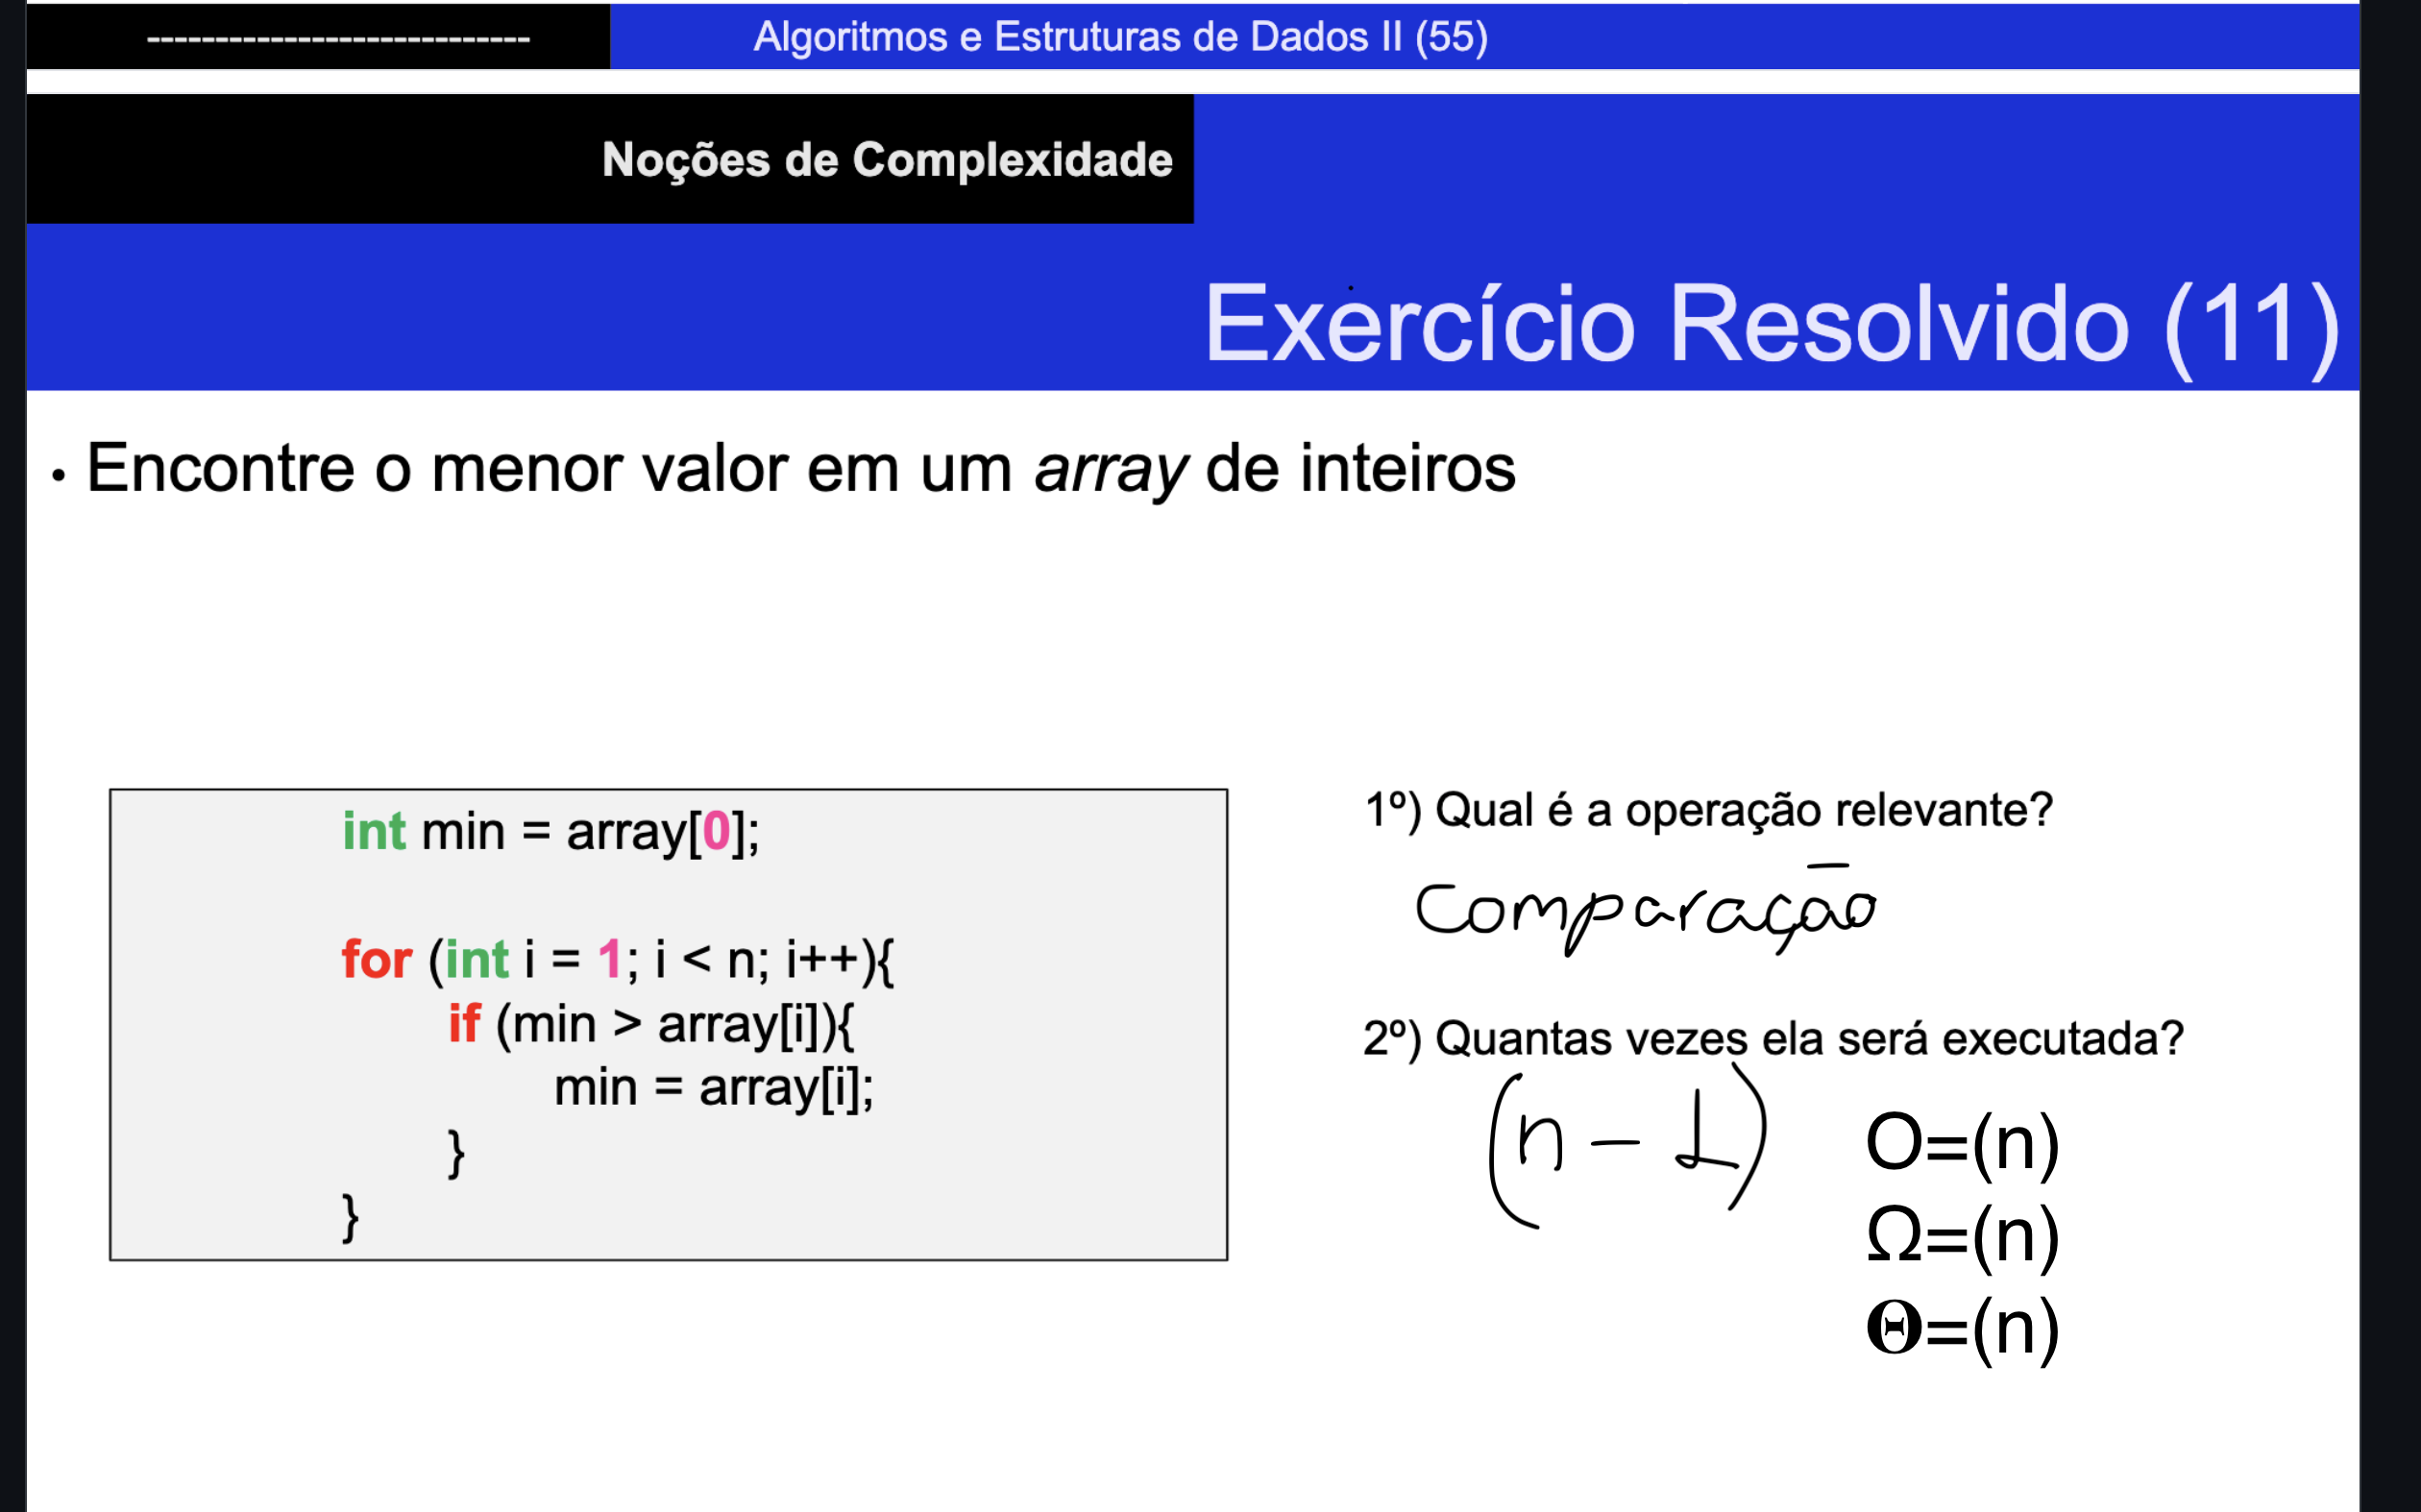 ---------------------------- Algoritmos e Estruturas de Dados II (55)
Noções de Complexidade
Exercício Resolvido (11)
• Encontre o menor valor em um array de inteiros
int min = array[0];
for (int i = 1; i < n; i++){
if (min > array[i]){
min = array[i];
}
}
1º) Qual é a operação relevante?
Comparação
2º) Quantas vezes ela será executada?
(n - 1)
O=(n)
Ω=(n)
Θ=(n)